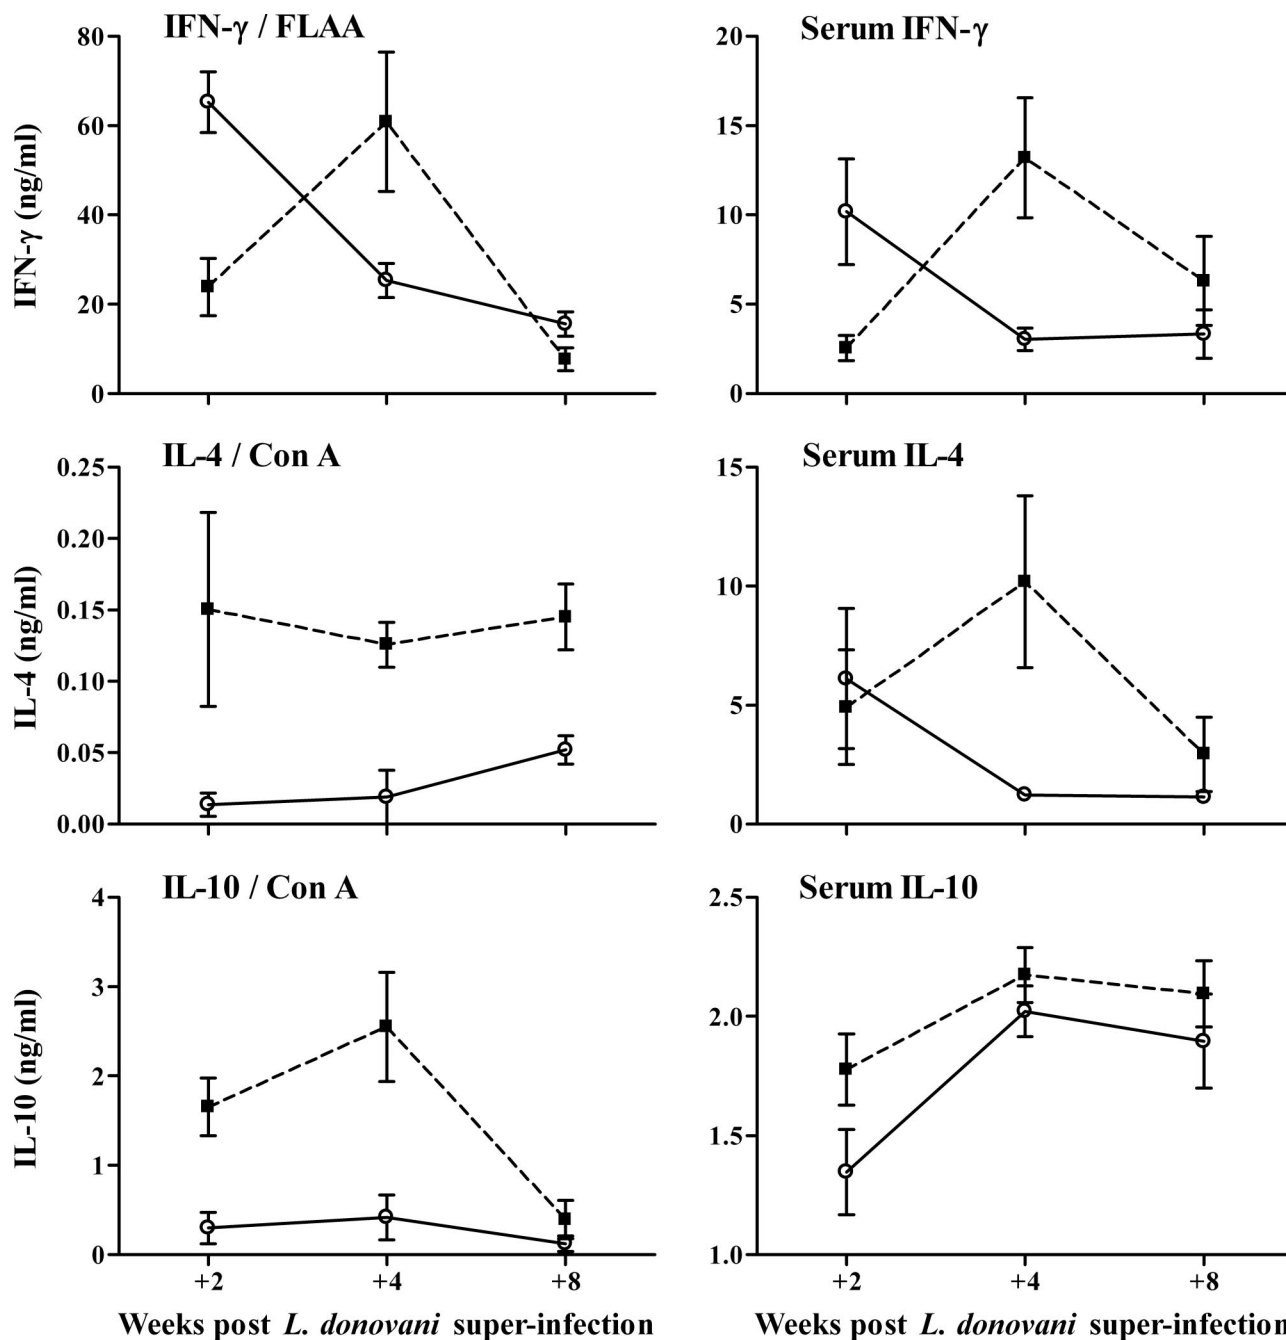 IFN-γ / FLAA
Serum IFN-γ
IFN-γ (ng/ml)
80
60
40
20
0
20
15
10
5
0
IL-4 / Con A
Serum IL-4
IL-4 (ng/ml)
0.25
0.20
0.15
0.10
0.05
0.00
15
10
5
0
IL-10 / Con A
Serum IL-10
IL-10 (ng/ml)
4
3
2
1
0
2.5
2.0
1.5
1.0
+2 +4 +8
+2 +4 +8
Weeks post L. donovani super-infection
Weeks post L. donovani super-infection